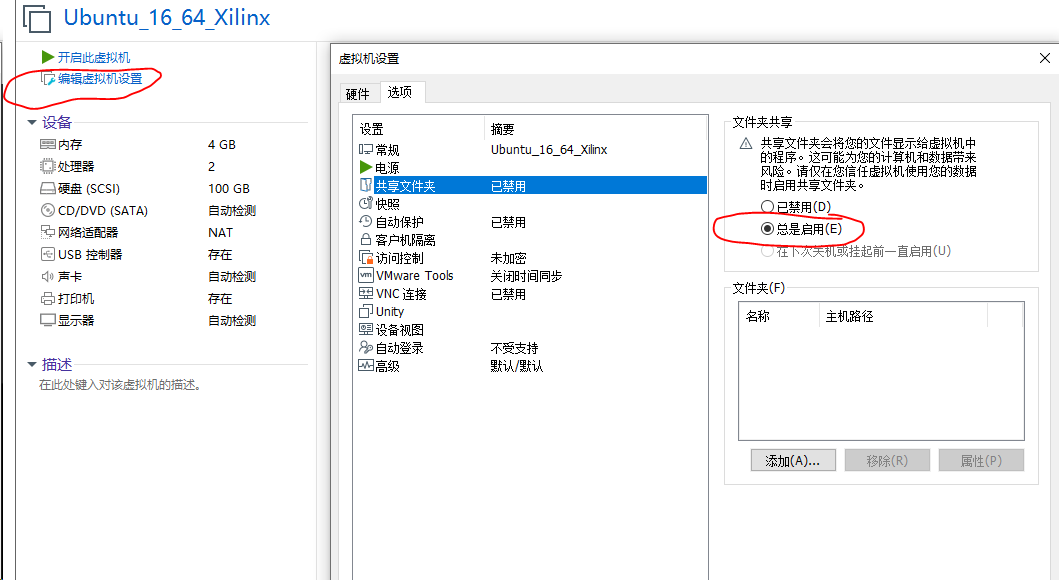 Ubuntu_16_64_Xilinx
开启此虚拟机
编辑虚拟机设置
设备
内存 4 GB
处理器 2
硬盘 (SCSI) 100 GB
CD/DVD (SATA) 自动检测
网络适配器 NAT
USB 控制器 存在
声卡 自动检测
打印机 存在
显示器 自动检测
描述
在此处键入对该虚拟机的描述。
虚拟机设置
硬件 选项
设置 摘要
常规 Ubuntu_16_64_Xilinx
电源
共享文件夹 已禁用
快照
自动保护 已禁用
客户机隔离
访问控制 未加密
vm VMware Tools 关闭时间同步
VNC 连接 已禁用
Unity
设备视图
自动登录 不受支持
高级 默认/默认
文件夹共享
共享文件夹会将您的文件显示给虚拟机中
的程序。这可能为您的计算机和数据带来
风险。请仅在您信任虚拟机使用您的数据
时启用共享文件夹。
已禁用(D)
总是启用(E)
在下次关机或挂起前一直启用(U)
文件夹(F)
名称 主机路径
添加(A)... 移除(R) 属性(P)